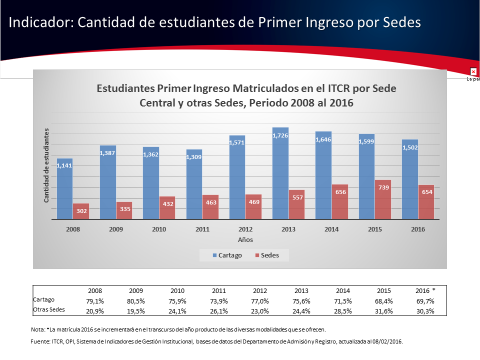 Indicador: Cantidad de estudiantes de Primer Ingreso por Sedes
Estudiantes Primer Ingreso Matriculados en el ITCR por Sede
Central y otras Sedes, Periodo 2008 al 2016
Cantidad de estudiantes
1,141 1,387 1,362 1,309 1,571 1,726 1,646 1,599 1,502
302 335 432 463 468 557 656 739 654
2008 2009 2010 2011 2012 2013 2014 2015 2016
Años
Cartago Sedes
2008 2009 2010 2011 2012 2013 2014 2015 2016 *
Cartago 79,1% 80,5% 75,9% 73,9% 77,0% 75,6% 71,5% 68,4% 69,7%
Otras Sedes 20,9% 19,5% 24,1% 26,1% 23,0% 24,4% 28,5% 31,6% 30,3%
Nota: *La matrícula 2016 se incrementará en el transcurso del año producto de las diversas modalidades que se ofrecen.
Fuente: ITCR, OPI, Sistema de Indicadores de Gestión Institucional, bases de datos del Departamento de Admisión y Registro, actualizada al 08/02/2016.